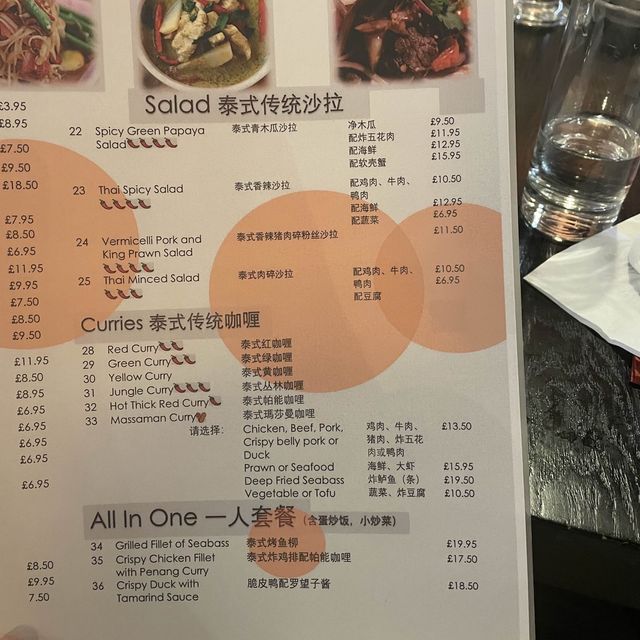 £3.95
£8.95
£7.50
£9.50
£18.50
£7.95
£8.50
£6.95
£11.95
£9.95
£7.50
£8.50
£9.50
£11.95
£8.50
£8.95
£6.95
£6.95
£6.95
£6.95
£6.95
£8.50
£9.95
7.50
Salad 泰式传统沙拉
22 Spicy Green Papaya 泰式青木瓜沙拉 净木瓜 £9.50
Salad 配炸五花肉 £11.95
配海鲜 £12.95
配软壳蟹 £15.95
23 Thai Spicy Salad 泰式香辣沙拉 配鸡肉、牛肉、 £10.50
鸭肉
配海鲜 £12.95
配蔬菜 £6.95
24 Vermicelli Pork and 泰式香辣猪肉碎粉丝沙拉 £11.50
King Prawn Salad
25 Thai Minced Salad 泰式肉碎沙拉 配鸡肉、牛肉、 £10.50
鸭肉 £6.95
配豆腐
Curries 泰式传统咖喱
28 Red Curry 泰式红咖喱
29 Green Curry 泰式绿咖喱
30 Yellow Curry 泰式黄咖喱
31 Jungle Curry 泰式丛林咖喱
32 Hot Thick Red Curry 泰式帕能咖喱
33 Massaman Curry 泰式玛莎曼咖喱
请选择: Chicken, Beef, Pork, 鸡肉、牛肉、 £13.50
Crispy belly pork or 猪肉、炸五花
Duck 肉或鸭肉
Prawn or Seafood 海鲜、大虾 £15.95
Deep Fried Seabass 炸鲈鱼（条） £19.50
Vegetable or Tofu 蔬菜、炸豆腐 £10.50
All In One 一人套餐（含蛋炒饭，小炒菜）
34 Grilled Fillet of Seabass 泰式烤鱼柳 £19.95
35 Crispy Chicken Fillet 泰式炸鸡排配帕能咖喱 £17.50
with Penang Curry
36 Crispy Duck with 脆皮鸭配罗望子酱 £18.50
Tamarind Sauce